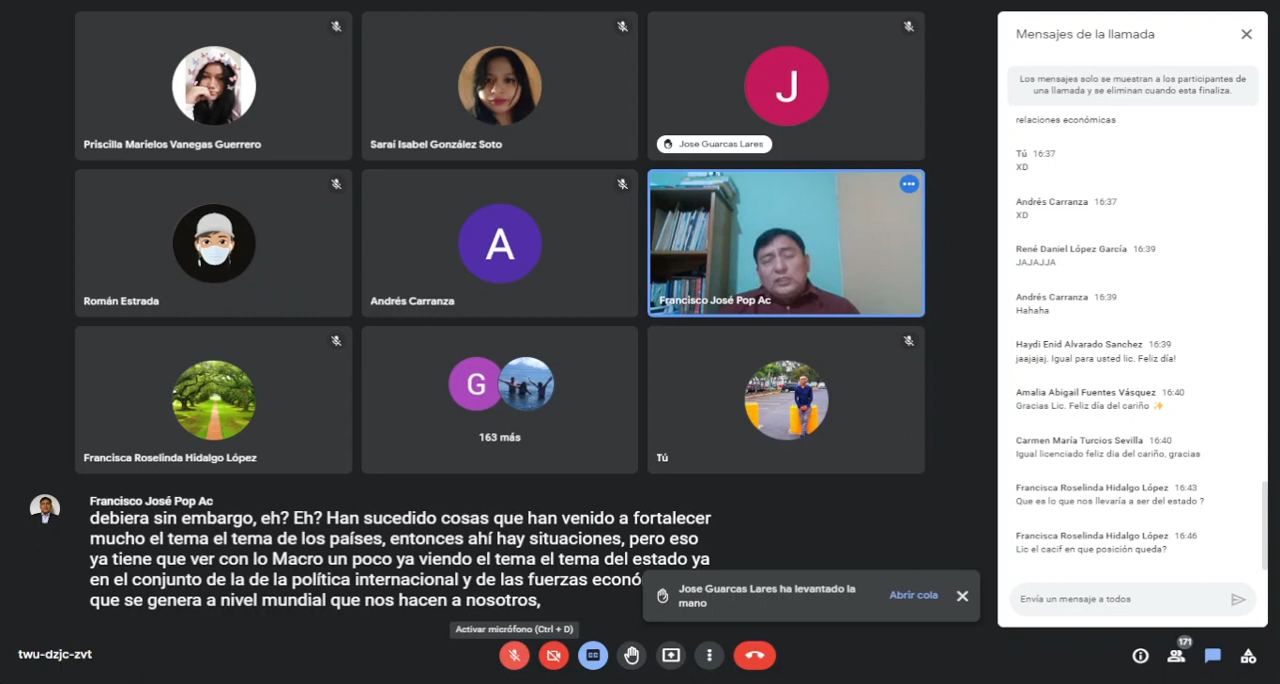 Priscilla Marielos Vanegas Guerrero
Saraí Isabel González Soto
J
Jose Guarcas Lares
Román Estrada
A
Andrés Carranza
Francisco José Pop Ac
Francisca Roselinda Hidalgo López
G
163 más
Tú
Francisco José Pop Ac
debiera sin embargo, eh? Eh? Han sucedido cosas que han venido a fortalecer
mucho el tema el tema de los países, entonces ahí hay situaciones, pero eso
ya tiene que ver con lo Macro un poco ya viendo el tema el tema del estado ya
en el conjunto de la de la política internacional y de las fuerzas econó
que se genera a nivel mundial que nos hacen a nosotros,
Jose Guarcas Lares ha levantado la
mano
Abrir cola
Activar micrófono (Ctrl + D)
twu-dzjc-zvt
171
Mensajes de la llamada
Los mensajes solo se muestran a los participantes de
una llamada y se eliminan cuando esta finaliza.
relaciones económicas
Tú 16:37
XD
Andrés Carranza 16:37
XD
René Daniel López García 16:39
JAJAJJA
Andrés Carranza 16:39
Hahaha
Haydi Enid Alvarado Sanchez 16:39
jaajajaj. Igual para usted lic. Feliz día!
Amalia Abigail Fuentes Vásquez 16:40
Gracias Lic. Feliz día del cariño ✨
Carmen María Turcios Sevilla 16:40
Igual licenciado feliz dia del cariño, gracias
Francisca Roselinda Hidalgo López 16:43
Que es lo que nos llevaría a ser del estado ?
Francisca Roselinda Hidalgo López 16:46
Lic el cacif en que posición queda?
Envía un mensaje a todos